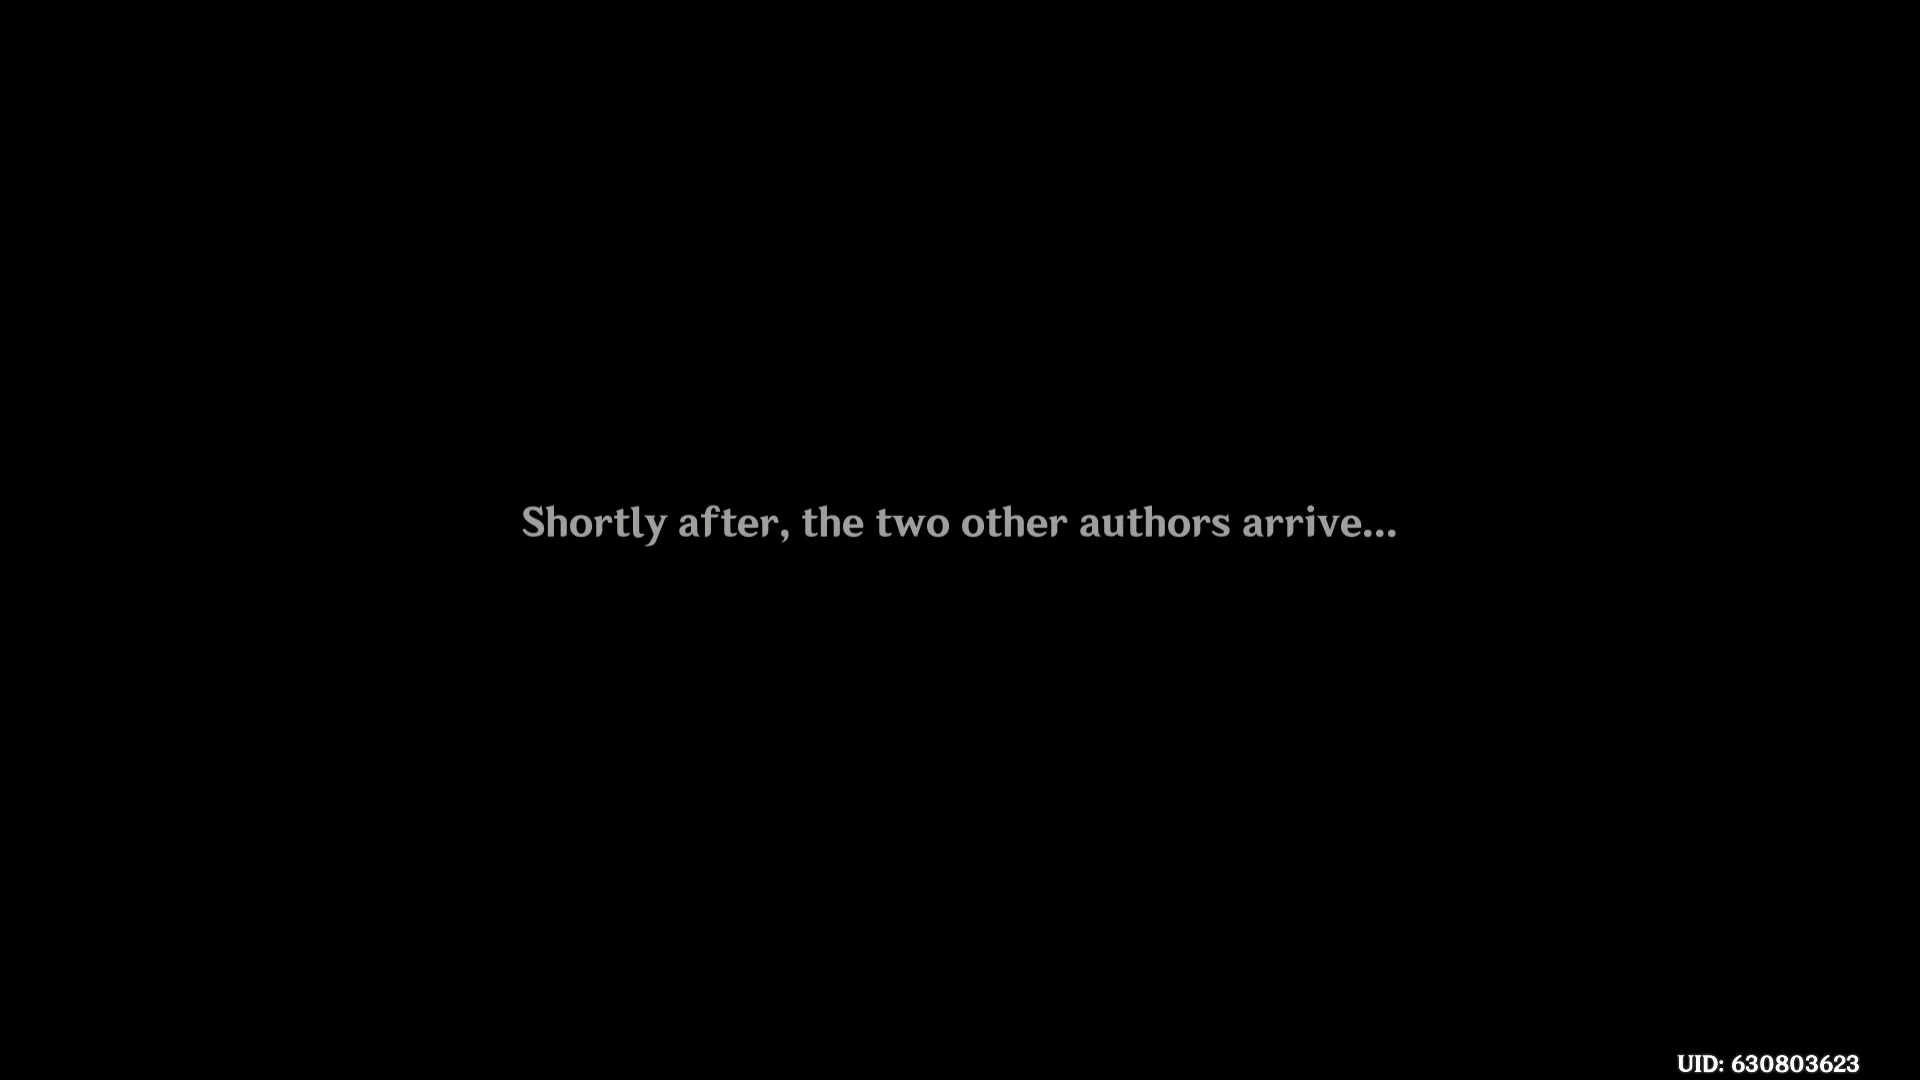 Shortly after, the two other authors arrive...
UID: 630803623